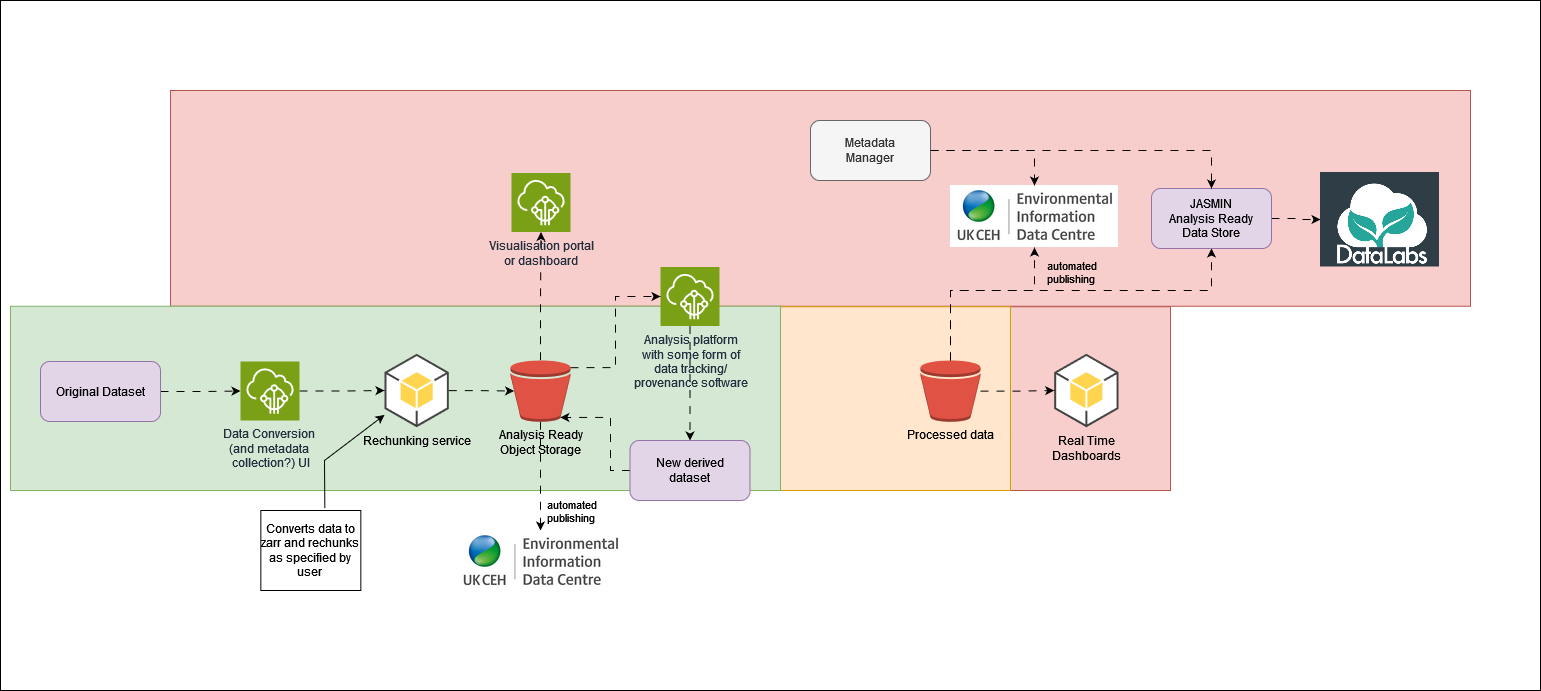 Metadata
Manager
UK CEH
Environmental
Information
Data Centre
JASMIN
Analysis Ready
Data Store
DataLabs
Visualisation portal
or dashboard
automated
publishing
Original Dataset
Data Conversion
(and metadata
collection?) UI
Rechunking service
Analysis Ready
Object Storage
Analysis platform
with some form of
data tracking/
provenance software
New derived
dataset
Processed data
Real Time
Dashboards
automated
publishing
Converts data to
zarr and rechunks
as specified by
user
UK CEH
Environmental
Information
Data Centre